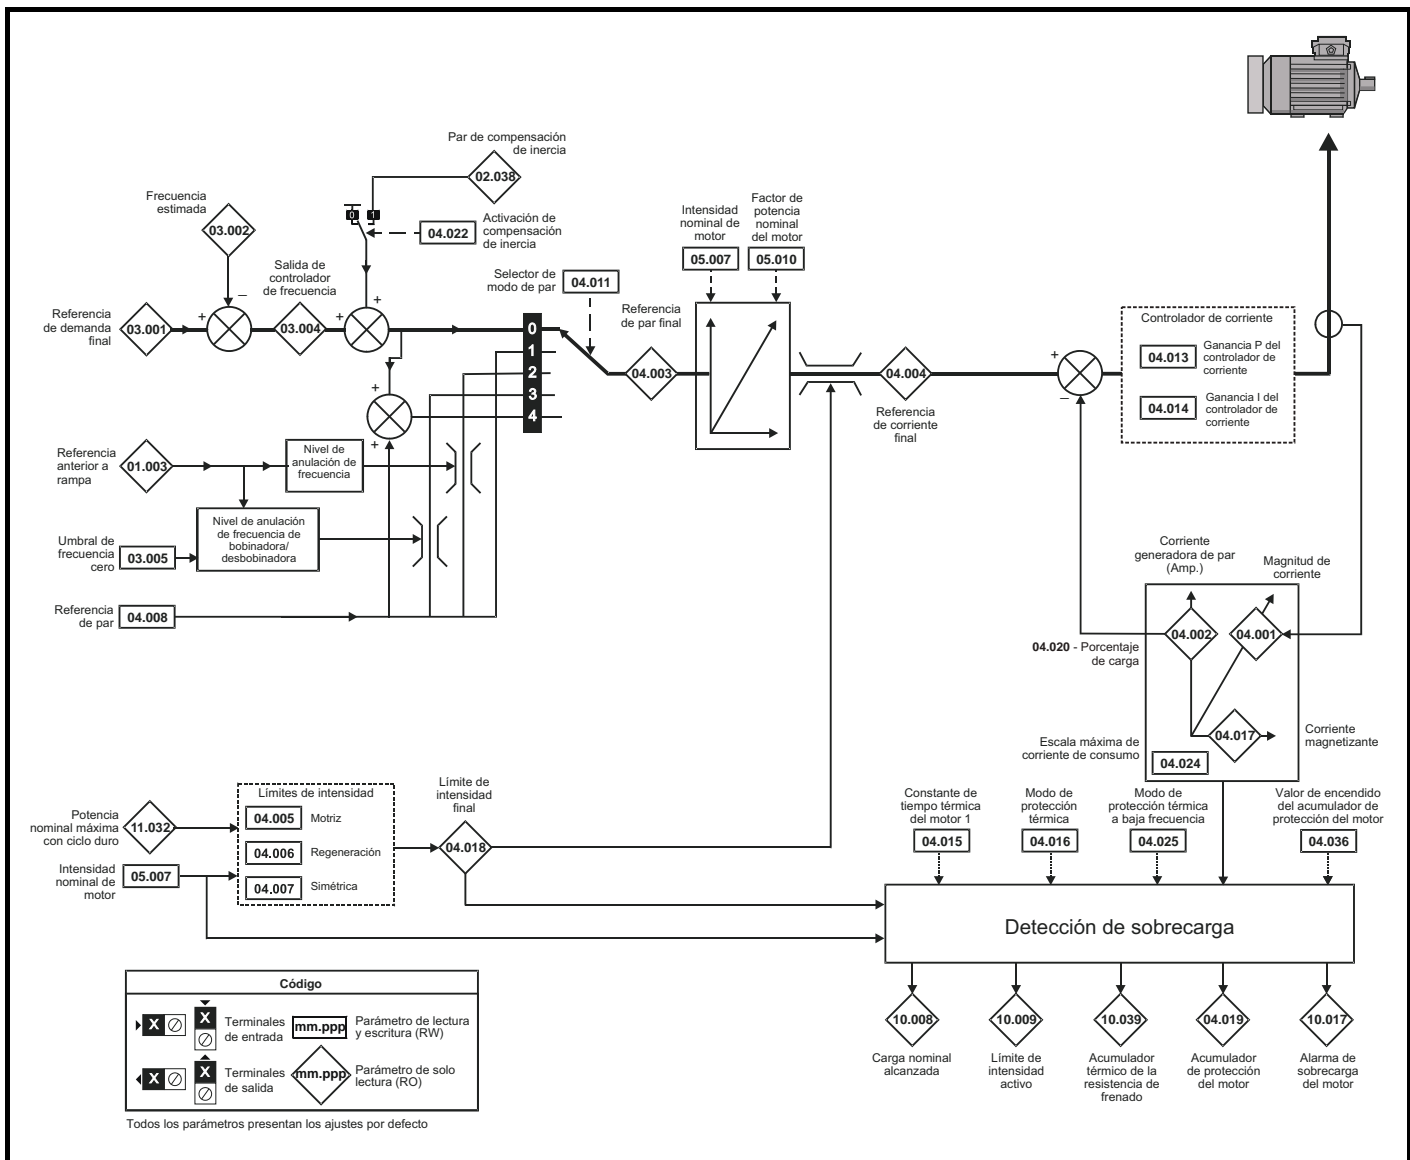 Par de compensación
de inercia
02.038
Frecuencia
estimada
03.002
0 1
04.022
Activación de
compensación
de inercia
Salida de
controlador
de frecuencia
Selector de
modo de par
04.011
Intensidad
nominal de
motor
05.007
Factor de
potencia
nominal
del motor
05.010
Referencia
de demanda
final
03.001
+
–
03.004
+
+
0
1
2
3
4
Referencia
de par final
04.003
04.004
Referencia
de corriente
final
+
–
Controlador de corriente
04.013
Ganancia P del
controlador de
corriente
04.014
Ganancia I del
controlador de
corriente
+
+
Referencia
anterior a
rampa
01.003
Nivel de
anulación de
frecuencia
Umbral de
frecuencia
cero
03.005
Nivel de anulación
de frecuencia de
bobinadora/
desbobinadora
Referencia
de par
04.008
Corriente
generadora de par
(Amp.)
Magnitud de
corriente
04.002
04.001
04.020 - Porcentaje
de carga
04.017
Corriente
magnetizante
Escala máxima de
corriente de consumo
04.024
Potencia
nominal máxima
con ciclo duro
11.032
Intensidad
nominal de
motor
05.007
Límites de intensidad
04.005 Motriz
04.006 Regeneración
04.007 Simétrica
Límite de
intensidad
final
04.018
Constante de
tiempo térmica
del motor 1
04.015
Modo de
protección
térmica
04.016
Modo de
protección térmica
a baja frecuencia
04.025
Valor de encendido
del acumulador de
protección del motor
04.036
Detección de sobrecarga
10.008
Carga nominal
alcanzada
10.009
Límite de
intensidad
activo
10.039
Acumulador
térmico de la
resistencia de
frenado
04.019
Acumulador
de protección
del motor
10.017
Alarma de
sobrecarga
del motor
Código
X
X
Terminales
de entrada
mm.ppp
Parámetro de lectura
y escritura (RW)
X
X
Terminales
de salida
mm.ppp
Parámetro de solo
lectura (RO)
Todos los parámetros presentan los ajustes por defecto